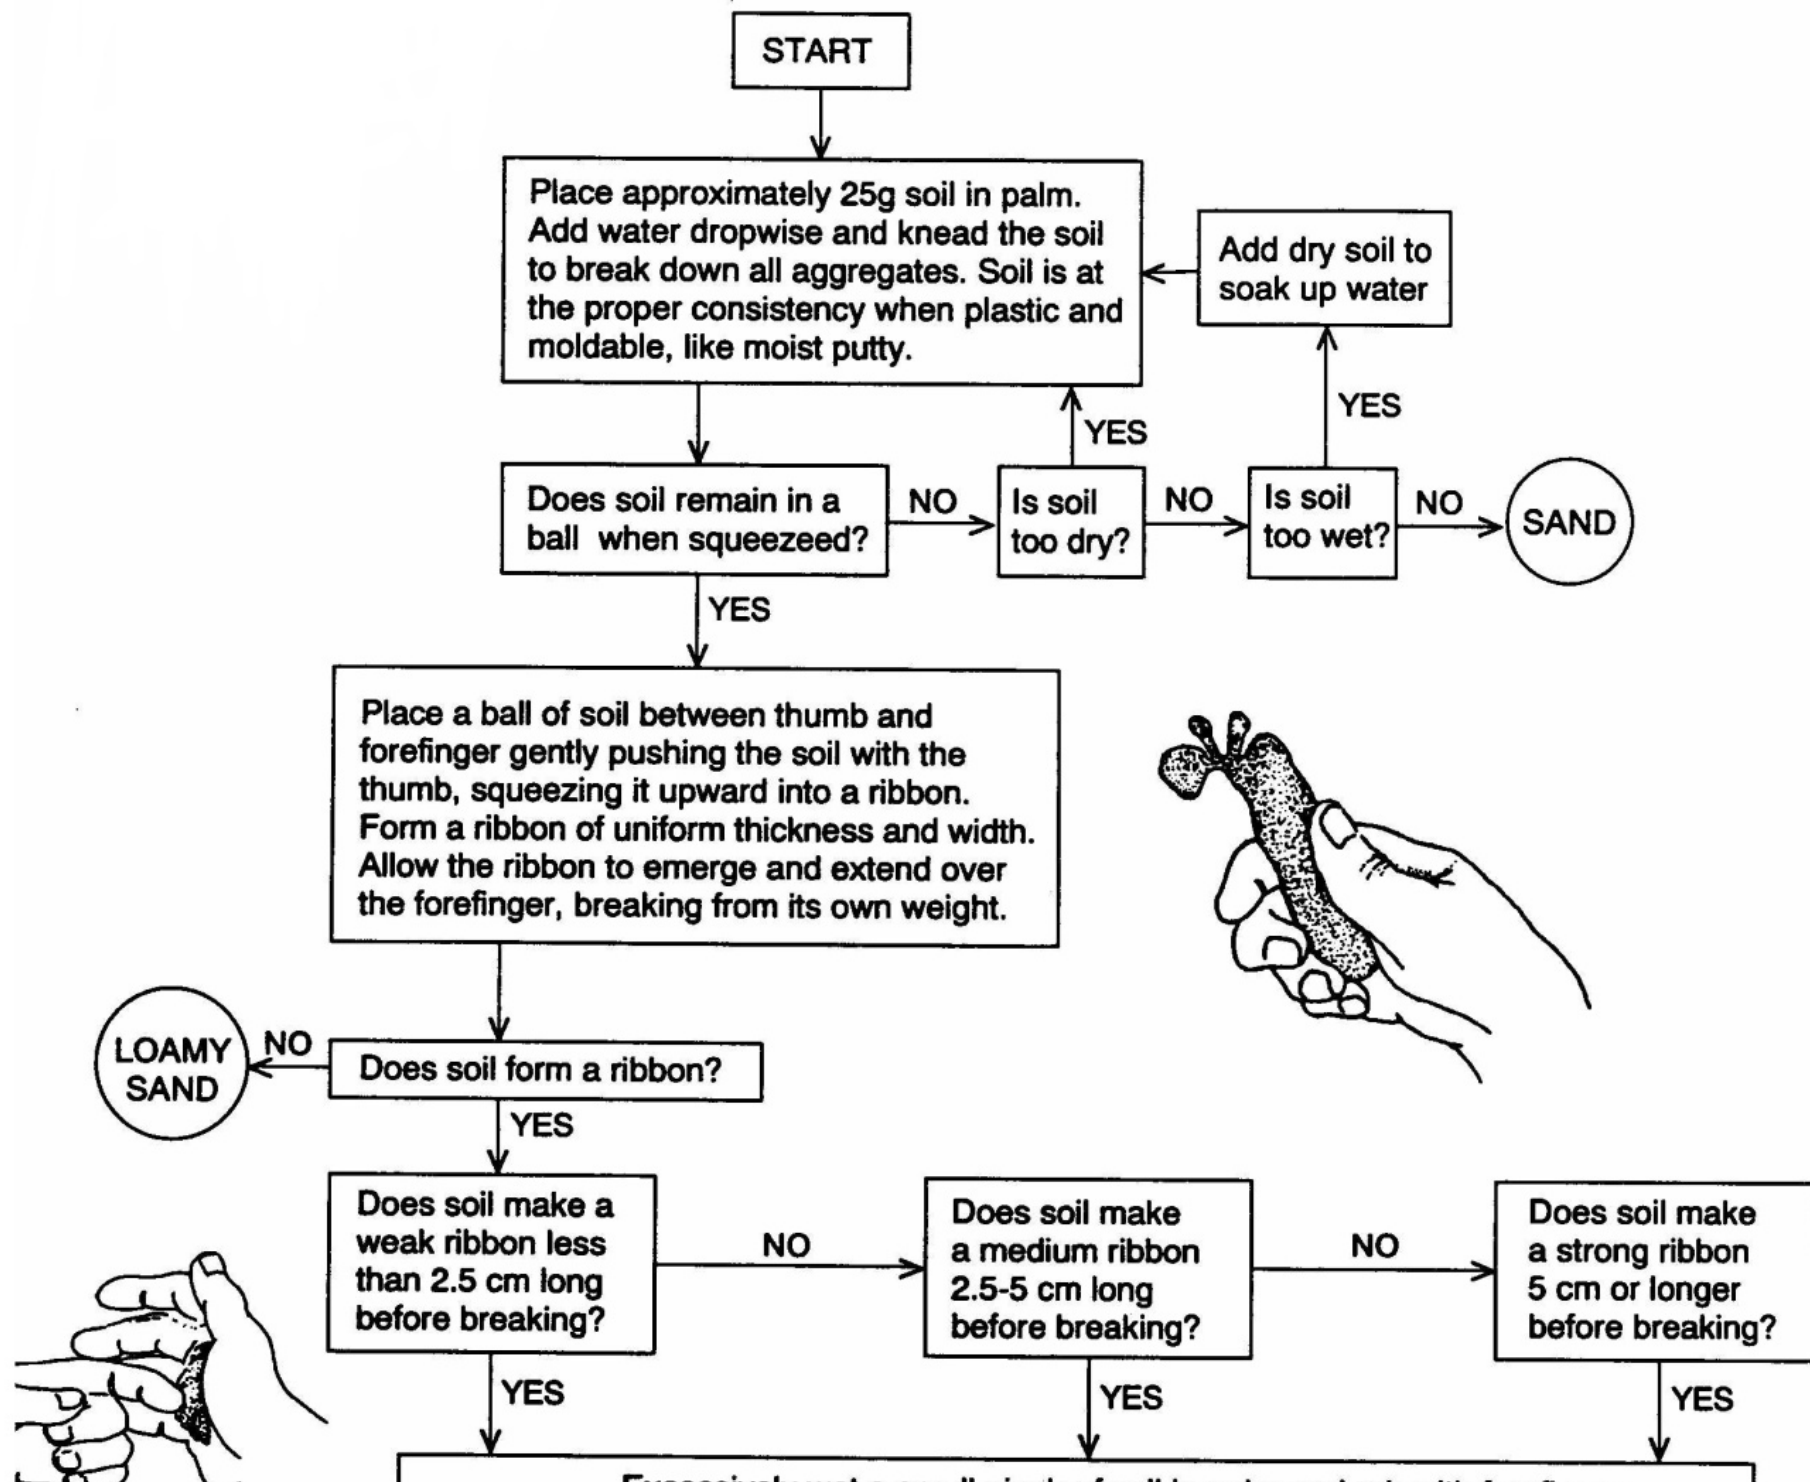 START
Place approximately 25g soil in palm.
Add water dropwise and knead the soil
to break down all aggregates. Soil is at
the proper consistency when plastic and
moldable, like moist putty.
Add dry soil to
soak up water
YES
YES
Does soil remain in a
ball when squeezeed?
NO
Is soil
too dry?
NO
Is soil
too wet?
NO
SAND
YES
Place a ball of soil between thumb and
forefinger gently pushing the soil with the
thumb, squeezing it upward into a ribbon.
Form a ribbon of uniform thickness and width.
Allow the ribbon to emerge and extend over
the forefinger, breaking from its own weight.
LOAMY
SAND
NO
Does soil form a ribbon?
YES
Does soil make a
weak ribbon less
than 2.5 cm long
before breaking?
NO
Does soil make
a medium ribbon
2.5-5 cm long
before breaking?
NO
Does soil make
a strong ribbon
5 cm or longer
before breaking?
YES
YES
YES